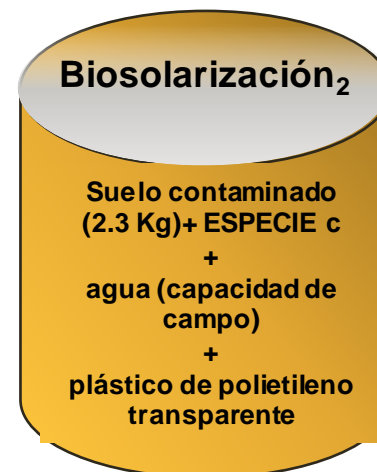 Biosolarización₂
Suelo contaminado
(2.3 Kg)+ ESPECIE c
+
agua (capacidad de
campo)
+
plástico de polietileno
transparente